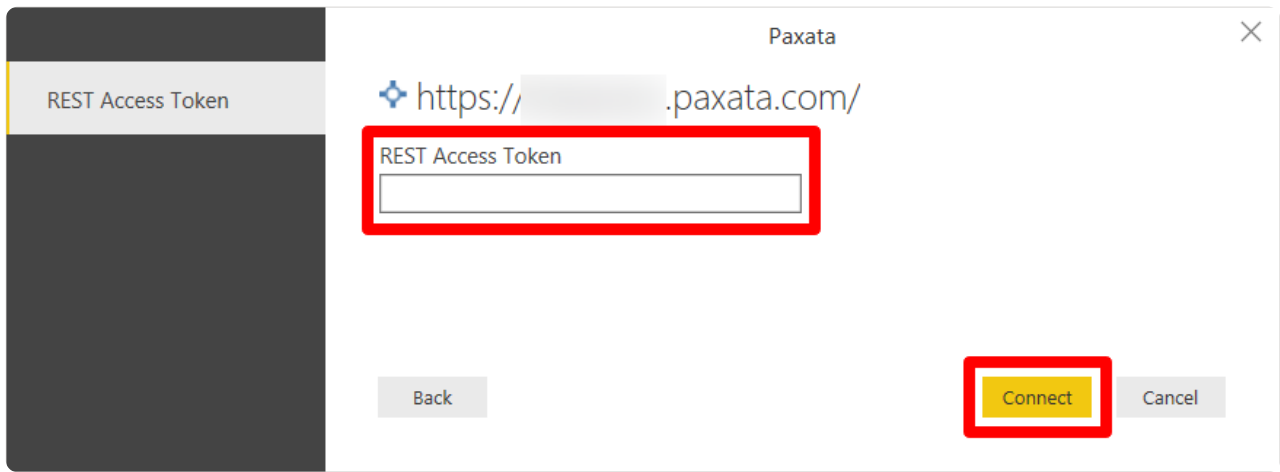 Paxata
REST Access Token
https:// .paxata.com/
REST Access Token
Back
Connect
Cancel